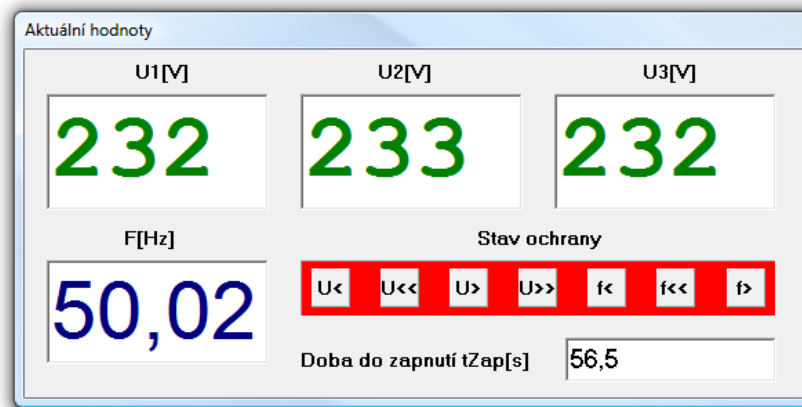 Aktuální hodnoty
U1[V] U2[V] U3[V]
232 233 232
F[Hz] Stav ochrany
50,02 U< U<< U> U>> f< f<< f>
Doba do zapnutí tZap[s] 56,5